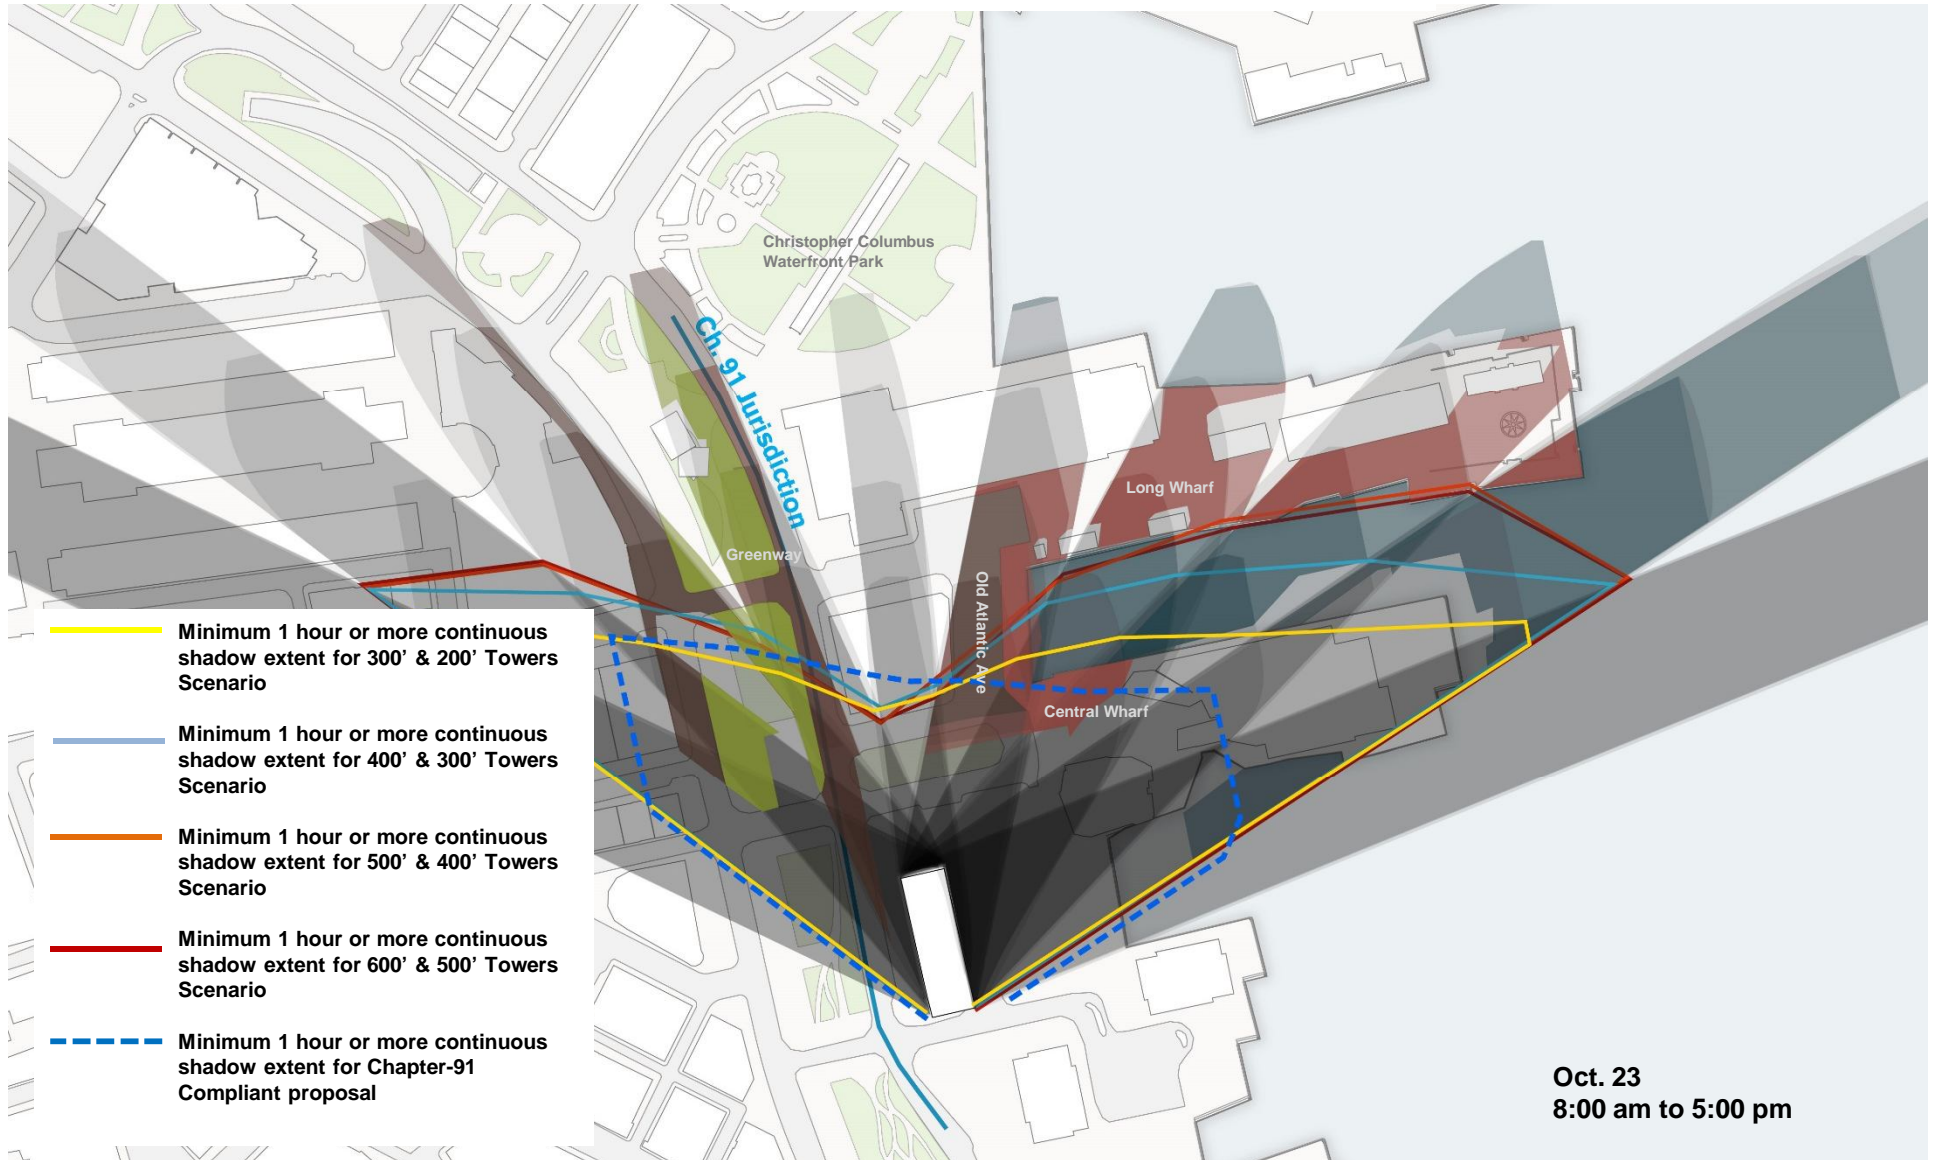 Christopher Columbus
Waterfront Park
Ch. 91 Jurisdiction
Long Wharf
Greenway
Old Atlantic Ave
Central Wharf
Minimum 1 hour or more continuous
shadow extent for 300’ & 200’ Towers
Scenario
Minimum 1 hour or more continuous
shadow extent for 400’ & 300’ Towers
Scenario
Minimum 1 hour or more continuous
shadow extent for 500’ & 400’ Towers
Scenario
Minimum 1 hour or more continuous
shadow extent for 600’ & 500’ Towers
Scenario
Minimum 1 hour or more continuous
shadow extent for Chapter-91
Compliant proposal
Oct. 23
8:00 am to 5:00 pm